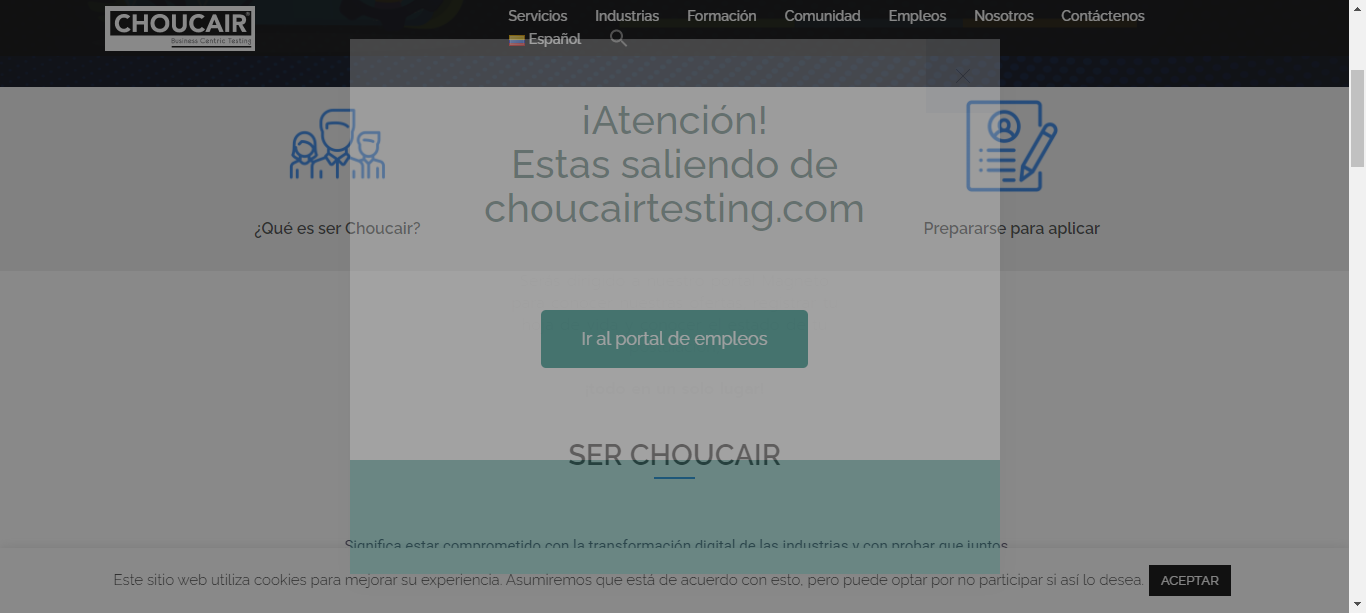 CHOUCAIR
Business Centric Testing
Servicios Industrias Formación Comunidad Empleos Nosotros Contáctenos
Español
¡Atención!
Estas saliendo de
choucairtesting.com
¿Qué es ser Choucair?
Prepararse para aplicar
Ir al portal de empleos
SER CHOUCAIR
Significa estar comprometido con la transformación digital de las industrias y con probar que juntos
Este sitio web utiliza cookies para mejorar su experiencia. Asumiremos que está de acuerdo con esto, pero puede optar por no participar si así lo desea. ACEPTAR